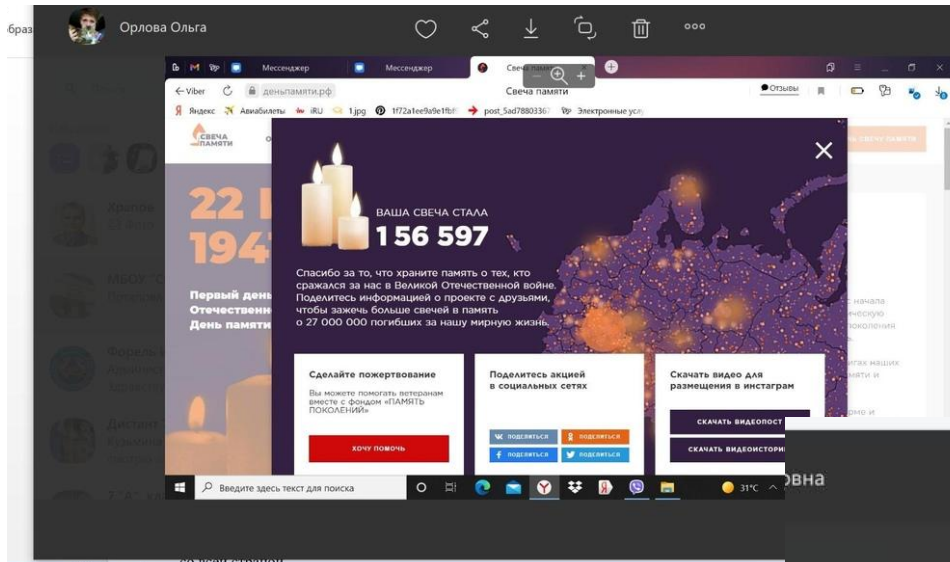 образ
Орлова Ольга
Мессенджер
Мессенджер
Свеча памяти
Viber
деньпамяти.рф
Свеча памяти
Отзывы
Яндекс
Авиабилеты
iRU
1.jpg
post_5ad78803367
Электронные усл
СВЕЧА ПАМЯТИ
22
194
ВАША СВЕЧА СТАЛА
156 597
Спасибо за то, что храните память о тех, кто
сражался за нас в Великой Отечественной войне.
Поделитесь информацией о проекте с друзьями,
чтобы зажечь больше свечей в память
о 27 000 000 погибших за нашу мирную жизнь.
Первый день
Отечественн
День памяти
Сделайте пожертвование
Вы можете помогать ветеранам
вместе с фондом «ПАМЯТЬ
ПОКОЛЕНИЙ»
ХОЧУ ПОМОЧЬ
Поделитесь акцией
в социальных сетях
ПОДЕЛИТЬСЯ
ПОДЕЛИТЬСЯ
ПОДЕЛИТЬСЯ
ПОДЕЛИТЬСЯ
Скачать видео для
размещения в инстаграм
СКАЧАТЬ ВИДЕОПОСТ
СКАЧАТЬ ВИДЕОИСТОРИ
Введите здесь текст для поиска
31°C
овна